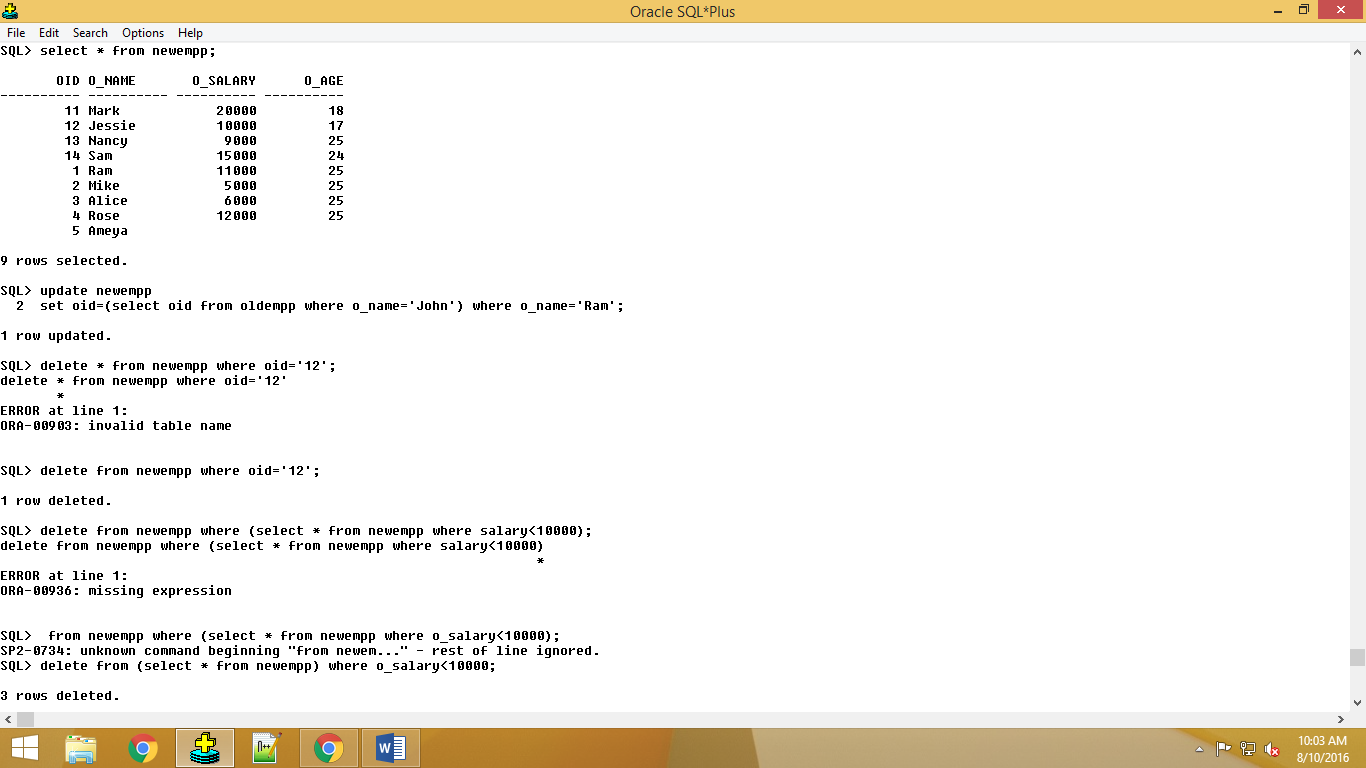 Oracle SQL*Plus
File Edit Search Options Help
SQL> select * from newempp;
       OID O_NAME       O_SALARY      O_AGE
---------- ---------- ---------- ----------
        11 Mark            20000         18
        12 Jessie          10000         17
        13 Nancy            9000         25
        14 Sam             15000         24
         1 Ram             11000         25
         2 Mike             5000         25
         3 Alice            6000         25
         4 Rose            12000         25
         5 Ameya
9 rows selected.
SQL> update newempp
  2  set oid=(select oid from oldempp where o_name='John') where o_name='Ram';
1 row updated.
SQL> delete * from newempp where oid='12';
delete * from newempp where oid='12'
       *
ERROR at line 1:
ORA-00903: invalid table name
SQL> delete from newempp where oid='12';
1 row deleted.
SQL> delete from newempp where (select * from newempp where salary<10000);
delete from newempp where (select * from newempp where salary<10000)
                                                                   *
ERROR at line 1:
ORA-00936: missing expression
SQL>  from newempp where (select * from newempp where o_salary<10000);
SP2-0734: unknown command beginning "from newem..." - rest of line ignored.
SQL> delete from (select * from newempp) where o_salary<10000;
3 rows deleted.
10:03 AM
8/10/2016